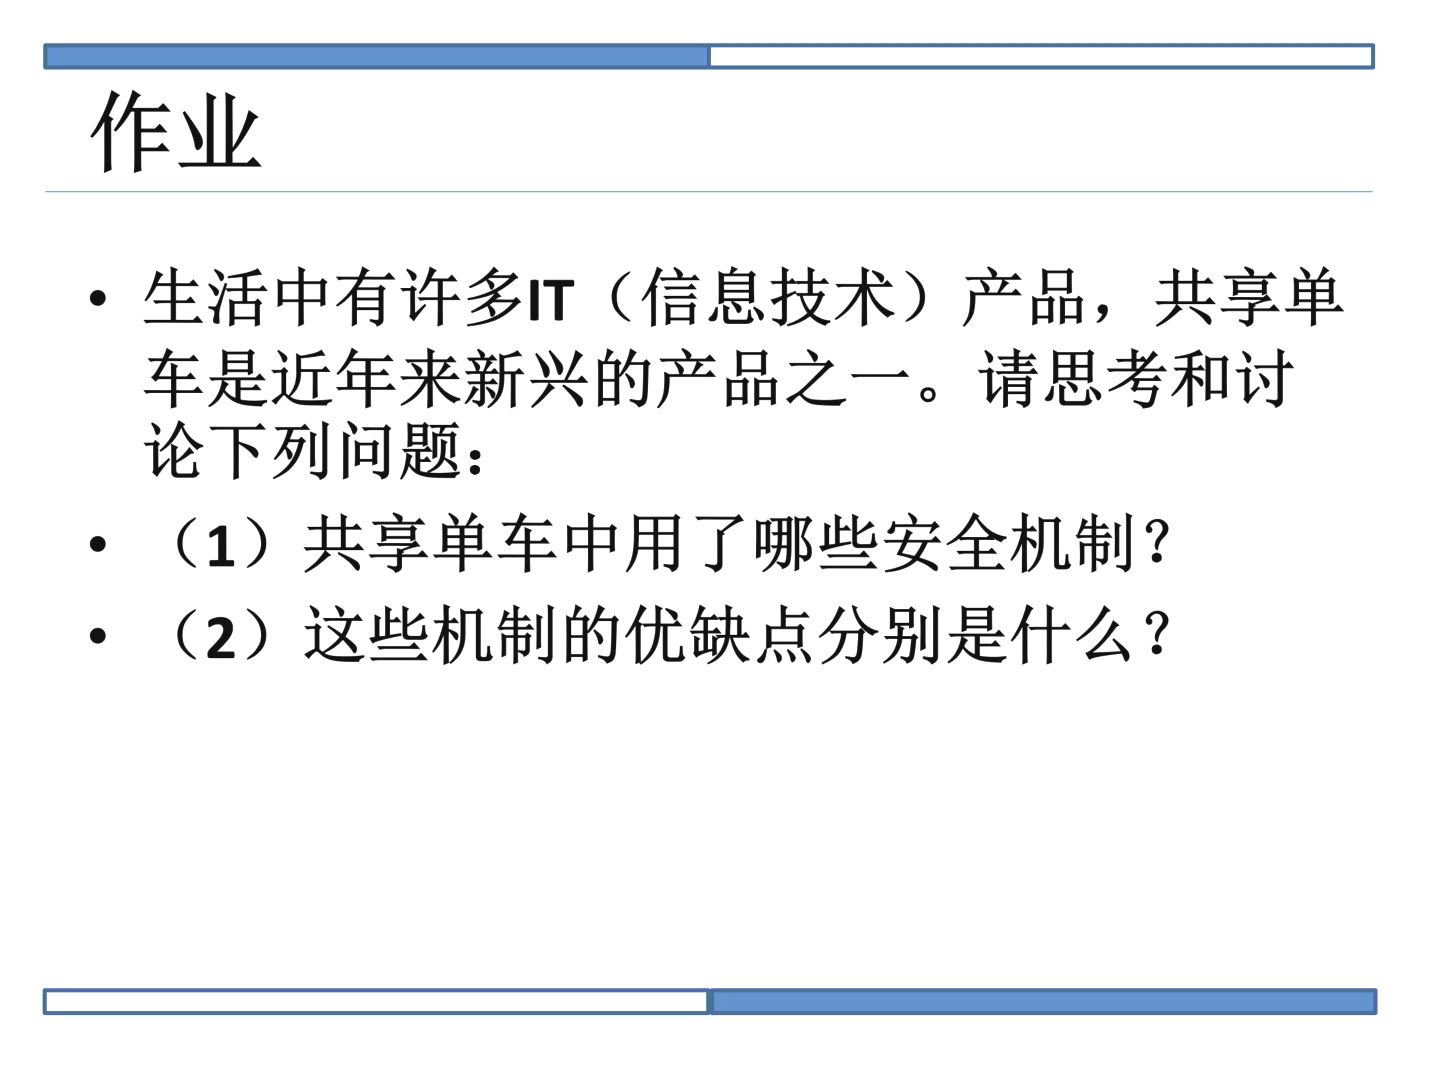 作业
• 生活中有许多IT（信息技术）产品，共享单
车是近年来新兴的产品之一。请思考和讨
论下列问题：
• （1）共享单车中用了哪些安全机制？
• （2）这些机制的优缺点分别是什么？